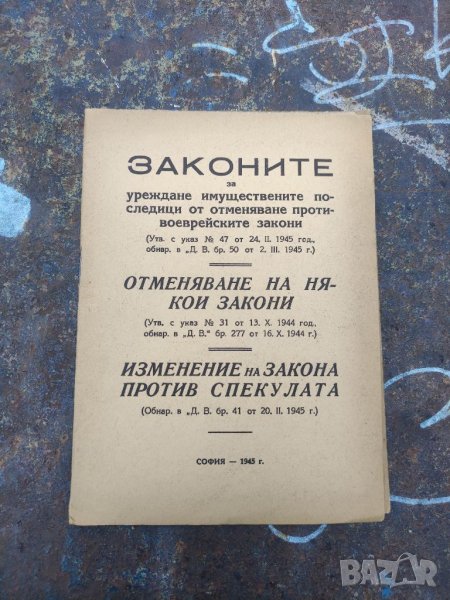 ЗАКОНИТЕ
за
уреждане имуществените по-
следици от отменяване проти-
воеврейските закони
(Утв. с указ № 47 от 24. II. 1945 год.,
обнар. в „Д. В. бр. 50 от 2. III. 1945 г.)
ОТМЕНЯВАНЕ НА НЯ-
КОИ ЗАКОНИ
(Утв. с указ № 31 от 13. X. 1944 год.,
обнар. в „Д. В.“ бр. 277 от 16. X. 1944 г.)
ИЗМЕНЕНИЕ НА ЗАКОНА
ПРОТИВ СПЕКУЛАТА
(Обнар. в „Д. В. бр. 41 от 20. II. 1945 г.)
СОФИЯ — 1945 г.
BAZAR